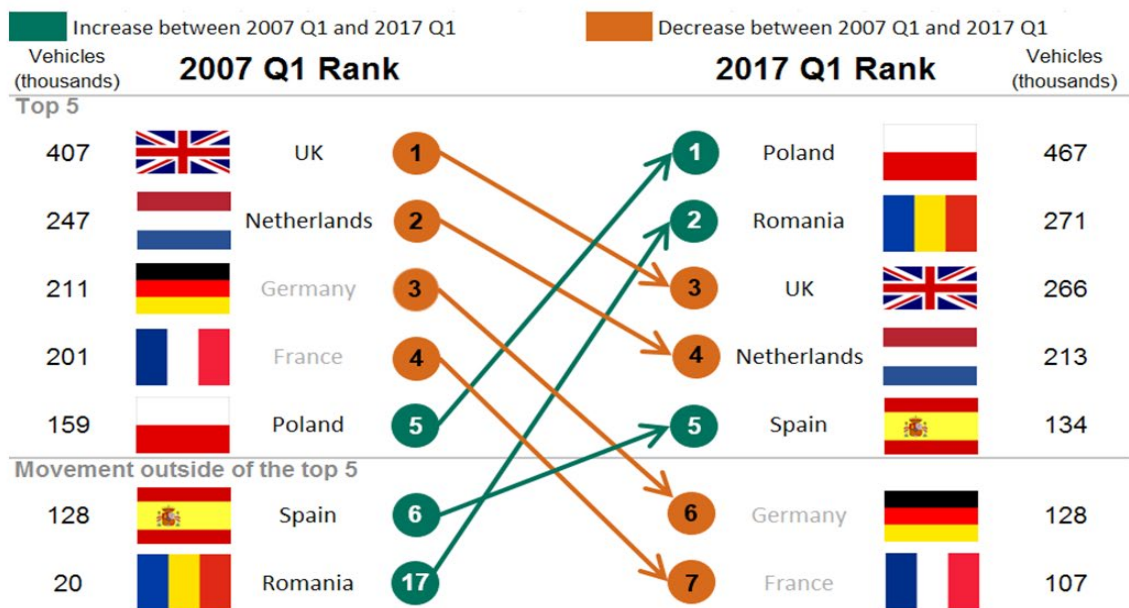 Increase between 2007 Q1 and 2017 Q1 Decrease between 2007 Q1 and 2017 Q1
Vehicles (thousands) 2007 Q1 Rank 2017 Q1 Rank Vehicles (thousands)
Top 5
407 UK 1 1 Poland 467
247 Netherlands 2 2 Romania 271
211 Germany 3 3 UK 266
201 France 4 4 Netherlands 213
159 Poland 5 5 Spain 134
Movement outside of the top 5
128 Spain 6 6 Germany 128
20 Romania 17 7 France 107